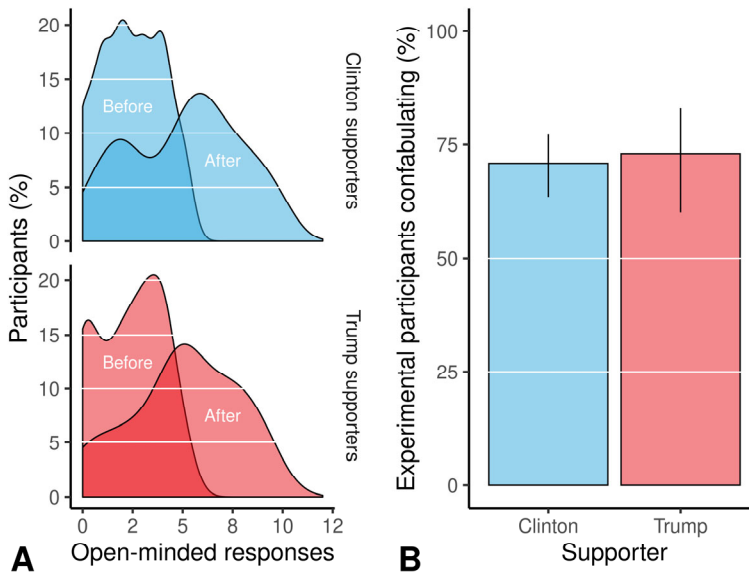 Participants (%)
20
15
10
5
0
Before
After
Clinton supporters
20
15
10
5
0
Before
After
Trump supporters
0
2
5
8
10
12
A
Open-minded responses
Experimental participants confabulating (%)
100
75
50
25
0
Clinton
Trump
B
Supporter